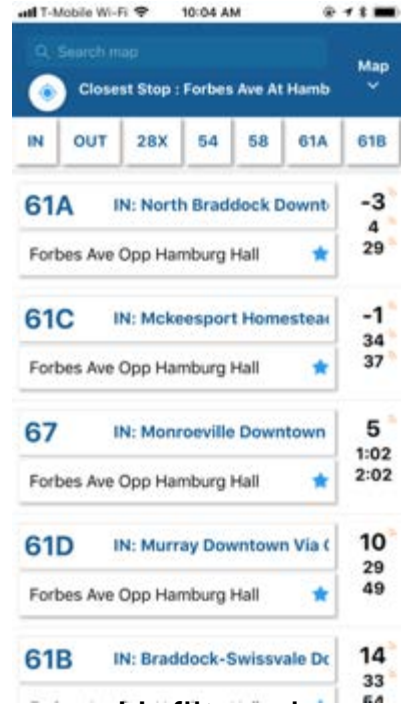 T-Mobile Wi-Fi 10:04 AM
Search map
Map
Closest Stop : Forbes Ave At Hamb
IN OUT 28X 54 58 61A 61B
61A IN: North Braddock Downt
-3
4
29
Forbes Ave Opp Hamburg Hall
61C IN: Mckeesport Homestea
-1
34
37
Forbes Ave Opp Hamburg Hall
67 IN: Monroeville Downtown
5
1:02
2:02
Forbes Ave Opp Hamburg Hall
61D IN: Murray Downtown Via
10
29
49
Forbes Ave Opp Hamburg Hall
61B IN: Braddock-Swissvale Do
14
33